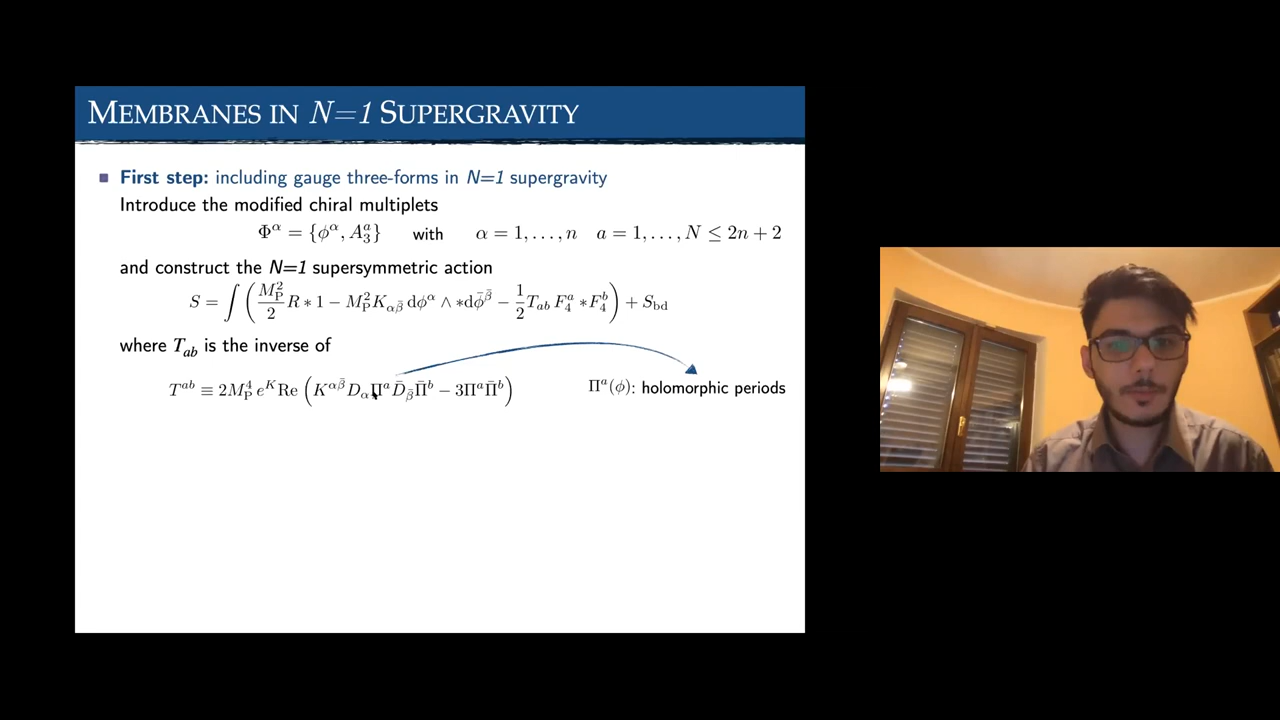 MEMBRANES IN N=1 SUPERGRAVITY
First step: including gauge three-forms in N=1 supergravity
Introduce the modified chiral multiplets
Φ^α = {ϕ^α, A_3^a} with α = 1, . . . , n a = 1, . . . , N ≤ 2n + 2
and construct the N=1 supersymmetric action
S = ∫ ( M_P^2/2 R * 1 − M_P^2 K_{αβ̄} dϕ^α ∧ *dϕ̄^β̄ − 1/2 T_{ab} F_4^a *F_4^b ) + S_bd
where T_{ab} is the inverse of
T^{ab} ≡ 2M_P^4 e^K Re ( K^{αβ̄} D_α Π^a D̄_β̄ Π̄^b − 3Π^a Π̄^b ) Π^a(ϕ): holomorphic periods